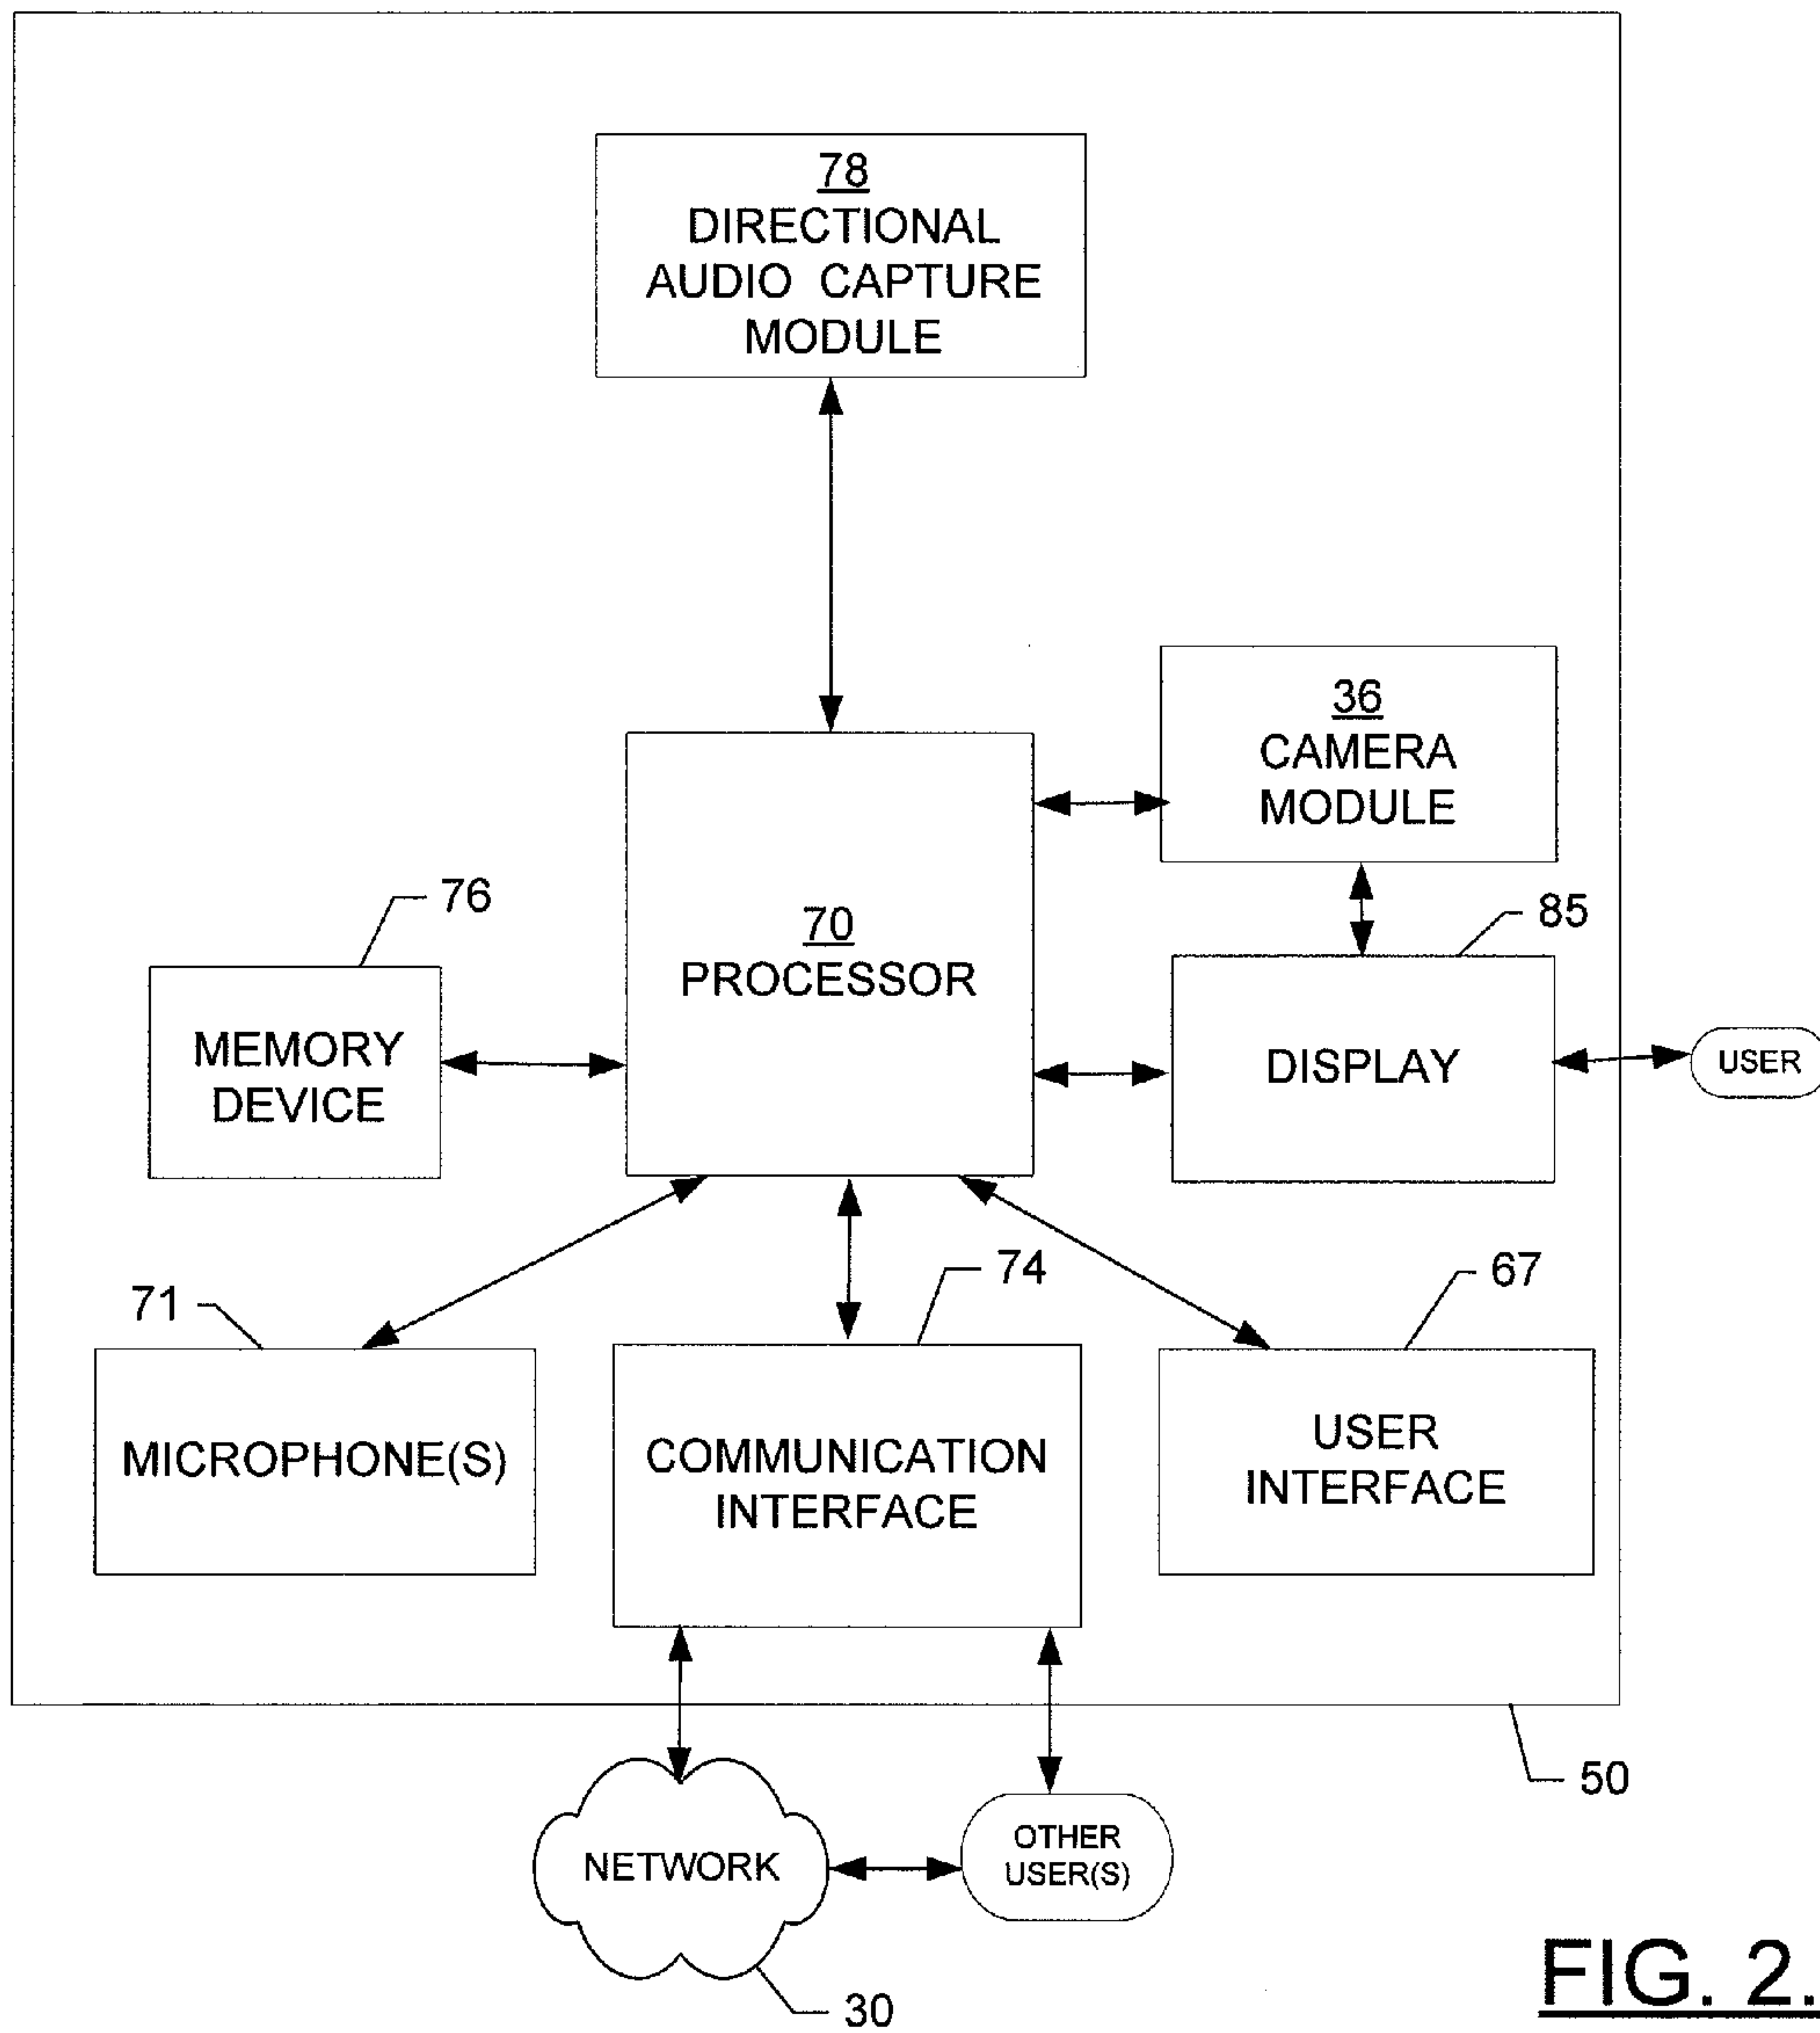 78
DIRECTIONAL
AUDIO CAPTURE
MODULE
36
CAMERA
MODULE
76
70
PROCESSOR
85
MEMORY
DEVICE
DISPLAY
USER
71
74
67
MICROPHONE(S)
COMMUNICATION
INTERFACE
USER
INTERFACE
50
NETWORK
OTHER
USER(S)
30
FIG. 2.